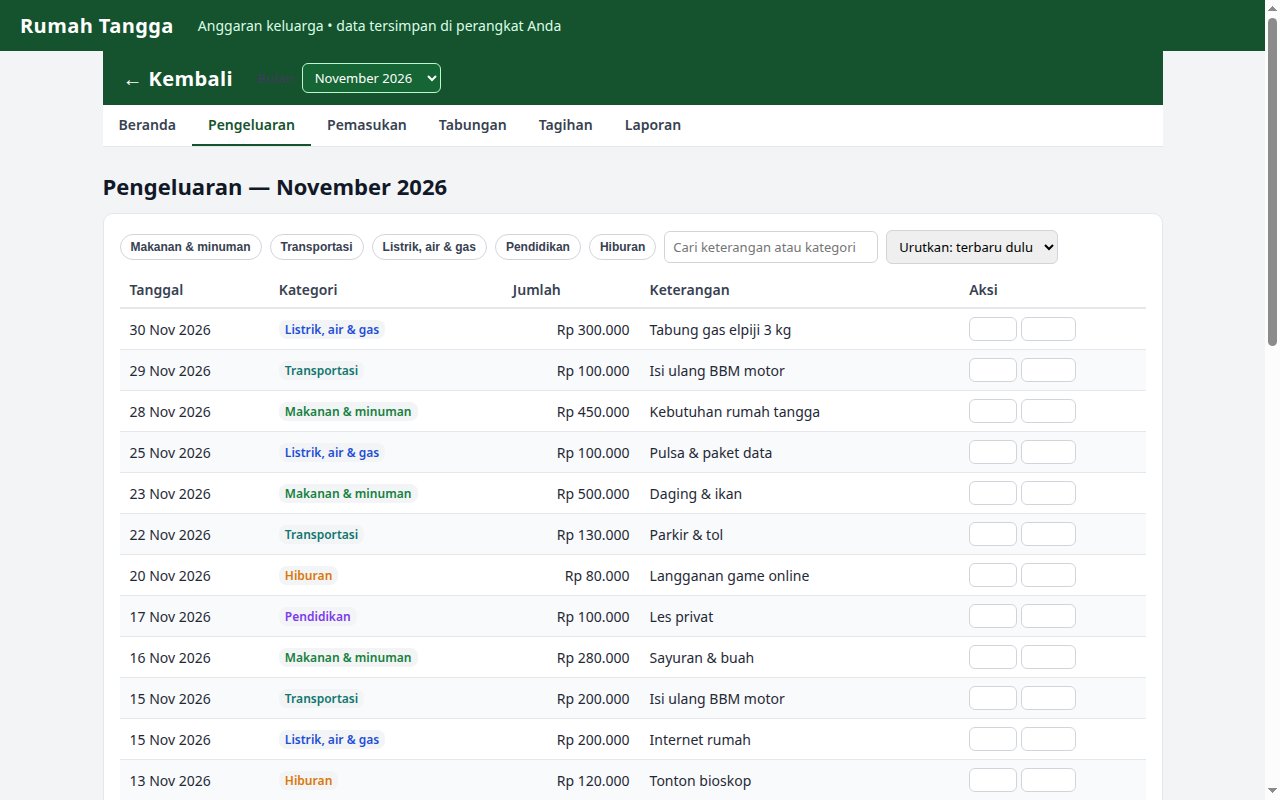 Rumah Tangga Anggaran keluarga • data tersimpan di perangkat Anda
← Kembali Bulan November 2026
Beranda Pengeluaran Pemasukan Tabungan Tagihan Laporan
Pengeluaran — November 2026
Makanan & minuman Transportasi Listrik, air & gas Pendidikan Hiburan Cari keterangan atau kategori Urutkan: terbaru dulu
Tanggal Kategori Jumlah Keterangan Aksi
30 Nov 2026 Listrik, air & gas Rp 300.000 Tabung gas elpiji 3 kg
29 Nov 2026 Transportasi Rp 100.000 Isi ulang BBM motor
28 Nov 2026 Makanan & minuman Rp 450.000 Kebutuhan rumah tangga
25 Nov 2026 Listrik, air & gas Rp 100.000 Pulsa & paket data
23 Nov 2026 Makanan & minuman Rp 500.000 Daging & ikan
22 Nov 2026 Transportasi Rp 130.000 Parkir & tol
20 Nov 2026 Hiburan Rp 80.000 Langganan game online
17 Nov 2026 Pendidikan Rp 100.000 Les privat
16 Nov 2026 Makanan & minuman Rp 280.000 Sayuran & buah
15 Nov 2026 Transportasi Rp 200.000 Isi ulang BBM motor
15 Nov 2026 Listrik, air & gas Rp 200.000 Internet rumah
13 Nov 2026 Hiburan Rp 120.000 Tonton bioskop